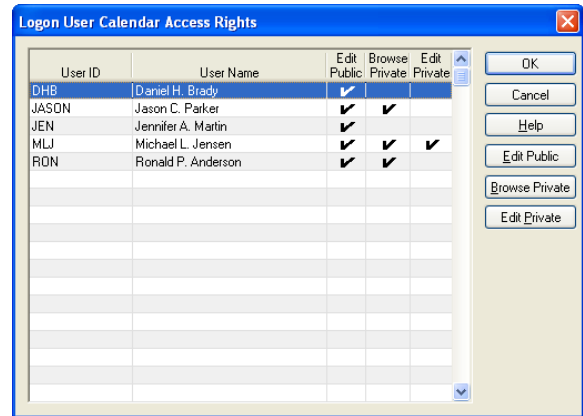 Logon User Calendar Access Rights
Edit Browse Edit
User ID User Name Public Private Private
DHB Daniel H. Brady ✔
JASON Jason C. Parker ✔ ✔
JEN Jennifer A. Martin ✔
MLJ Michael L. Jensen ✔ ✔ ✔
RON Ronald P. Anderson ✔ ✔
OK
Cancel
Help
Edit Public
Browse Private
Edit Private